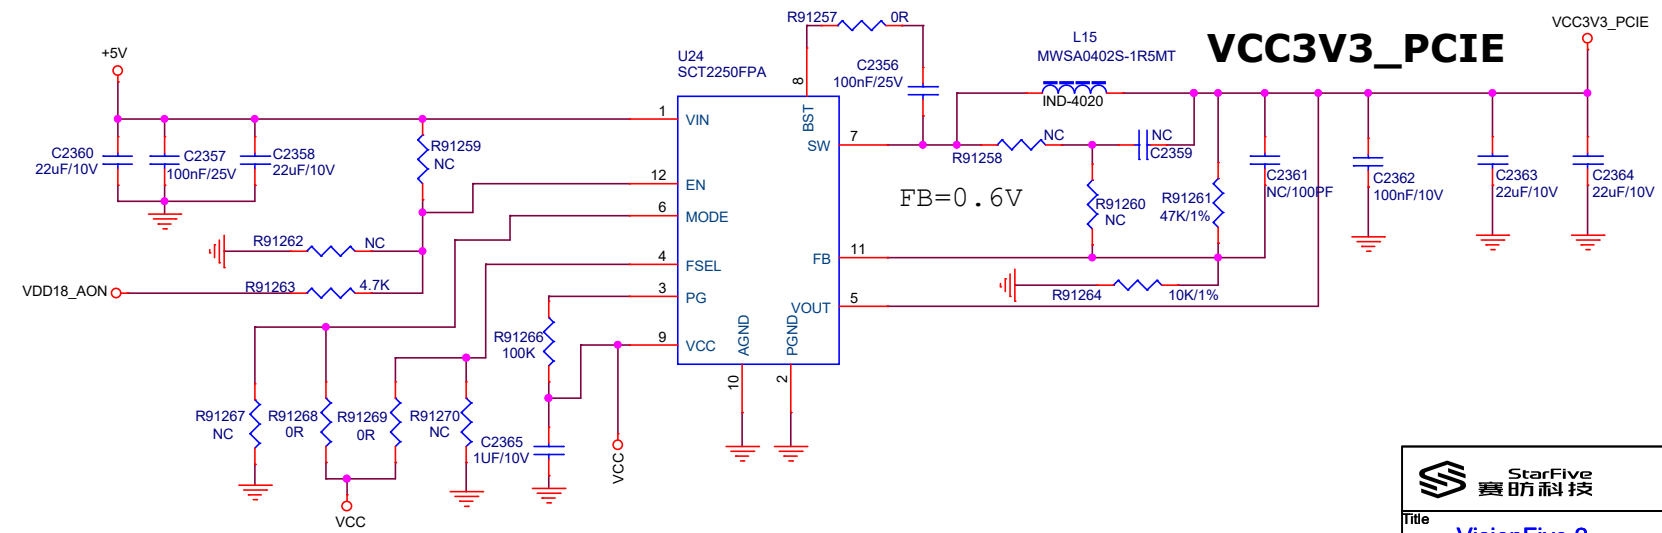 R91257
0R
VCC3V3_PCIE
+5V
U24
SCT2250FPA
L15
MWSA0402S-1R5MT
VCC3V3_PCIE
C2356
100nF/25V
8
BST
IND-4020
1
VIN
7
SW
C2360
22uF/10V
C2357
100nF/25V
C2358
22uF/10V
R91259
NC
R91258
NC
NC
C2359
12
EN
6
MODE
FB=0.6V
R91260
NC
R91261
47K/1%
C2361
NC/100PF
C2362
100nF/10V
C2363
22uF/10V
C2364
22uF/10V
R91262
NC
4
FSEL
11
FB
VDD18_AON
R91263
4.7K
3
PG
R91264
10K/1%
5
VOUT
R91266
100K
9
VCC
AGND
PGND
10
2
R91267
NC
R91268
0R
R91269
0R
R91270
NC
C2365
1UF/10V
VCC
VCC
StarFive
赛昉科技
Title